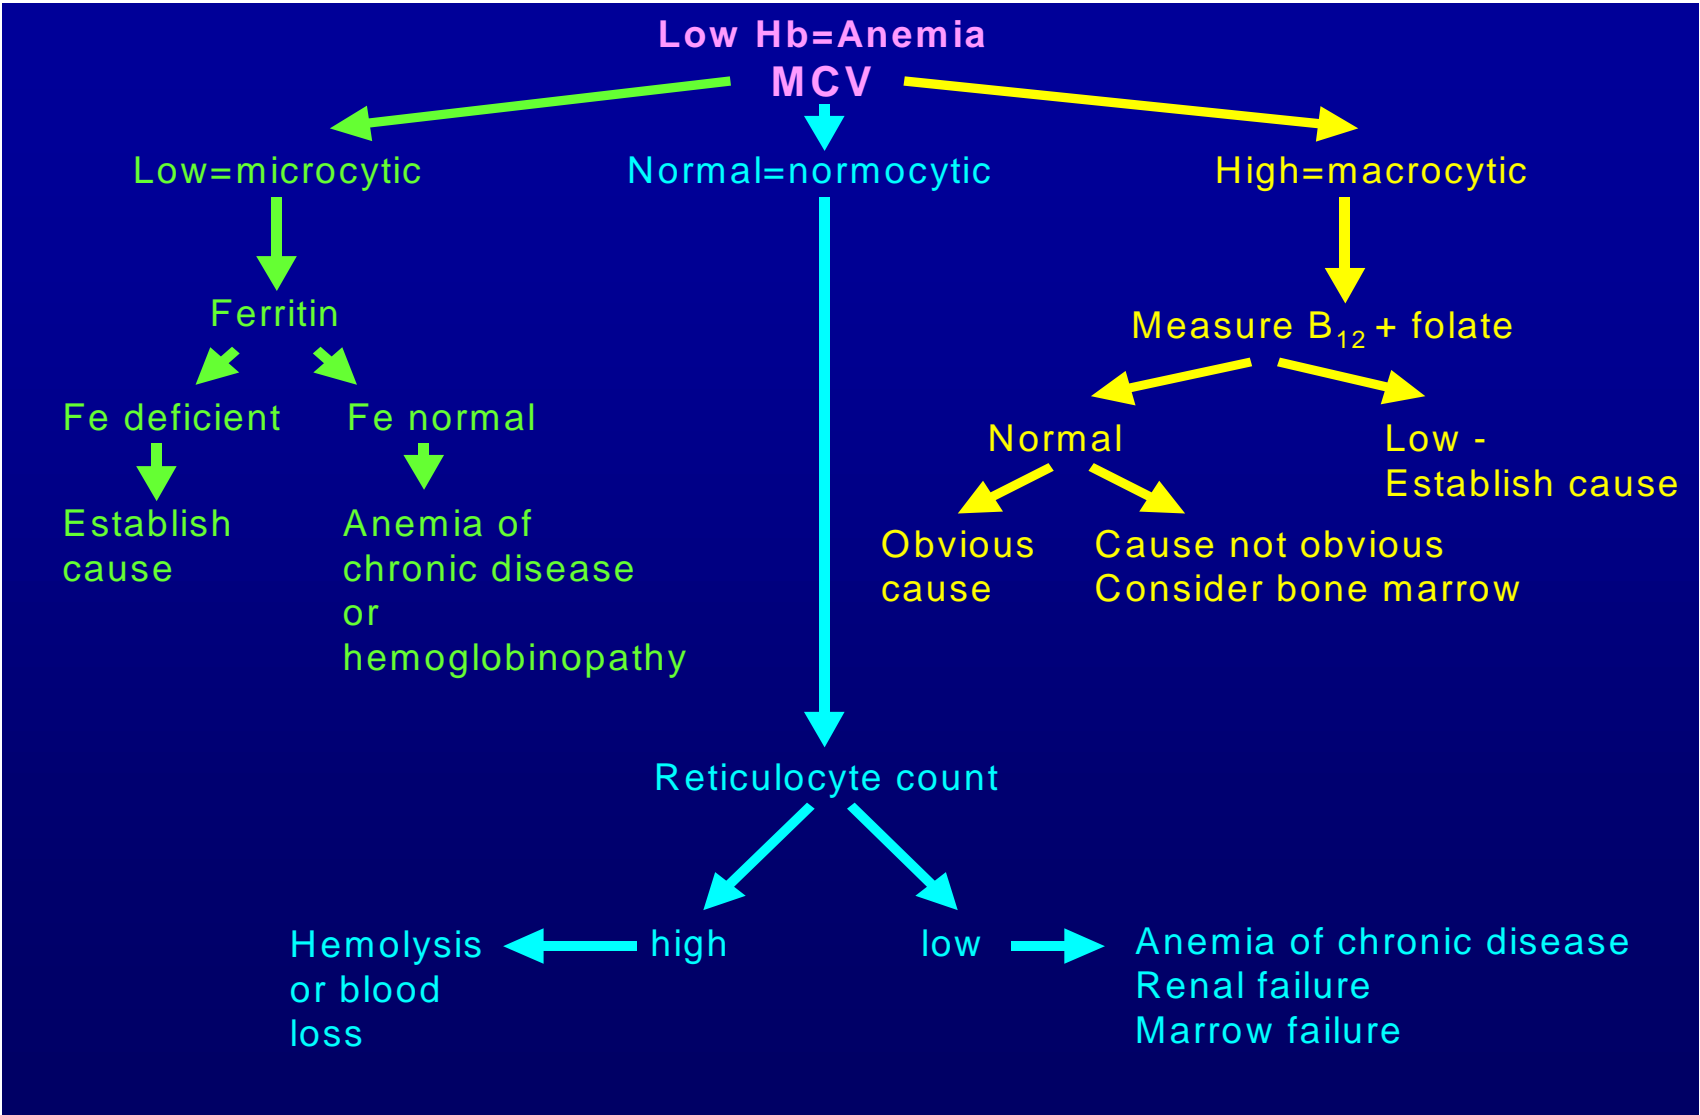 Low Hb=Anemia
MCV
Low=microcytic
Normal=normocytic
High=macrocytic
Ferritin
Measure B12 + folate
Fe deficient
Fe normal
Normal
Low -
Establish cause
Establish
cause
Anemia of
chronic disease
or
hemoglobinopathy
Obvious
cause
Cause not obvious
Consider bone marrow
Reticulocyte count
Hemolysis
or blood
loss
high
low
Anemia of chronic disease
Renal failure
Marrow failure